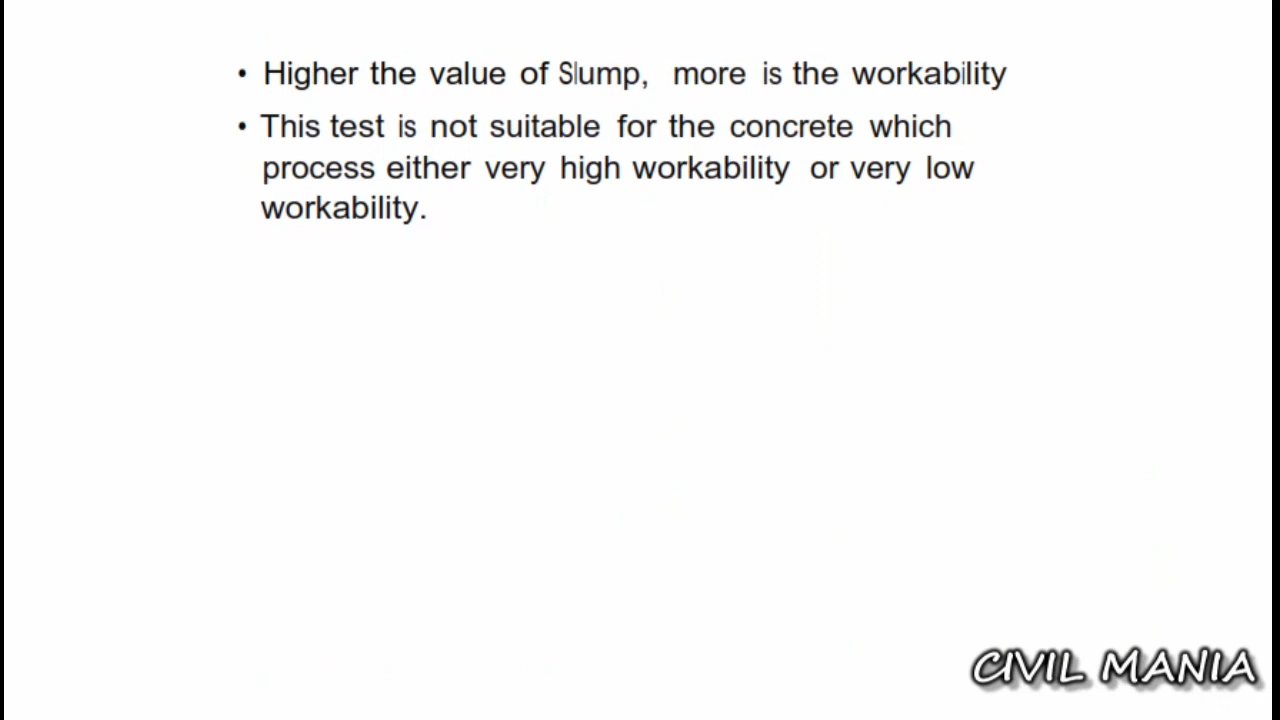 • Higher the value of Slump, more is the workability
• This test is not suitable for the concrete which
process either very high workability or very low
workability.
CIVIL MANIA